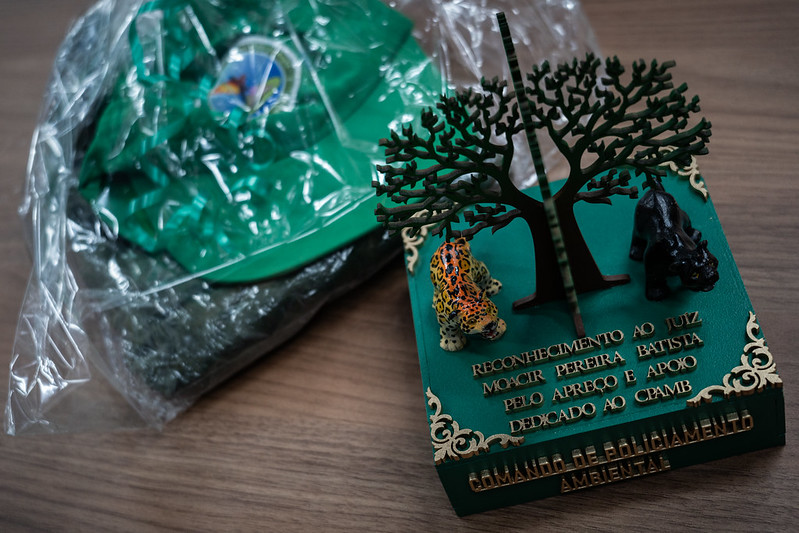 RECONHECIMENTO AO JUIZ
MOACIR PEREIRA BATISTA
PELO APREÇO E APOIO
DEDICADO AO CPAMB
COMANDO DE POLICIAMENTO
AMBIENTAL